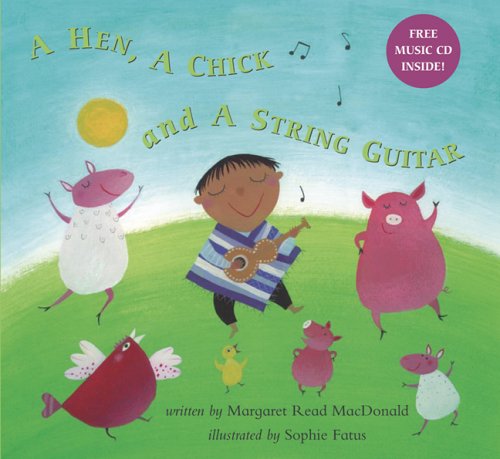 A HEN, A CHICK
and A STRING GUITAR
FREE
MUSIC CD
INSIDE!
written by Margaret Read MacDonald
illustrated by Sophie Fatus